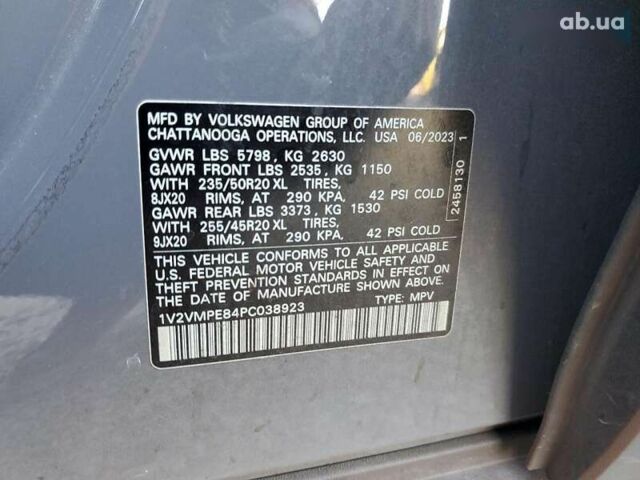 ab.ua
MFD BY VOLKSWAGEN GROUP OF AMERICA
CHATTANOOGA OPERATIONS, LLC. USA 06/2023
GVWR LBS 5798, KG 2630
GAWR FRONT LBS 2535, KG 1150
WITH 235/50R20 XL TIRES,
8JX20 RIMS, AT 290 KPA, 42 PSI COLD
GAWR REAR LBS 3373, KG 1530
WITH 255/45R20 XL TIRES,
9JX20 RIMS, AT 290 KPA, 42 PSI COLD
THIS VEHICLE CONFORMS TO ALL APPLICABLE
U.S. FEDERAL MOTOR VEHICLE SAFETY AND
THEFT PREVENTION STANDARDS IN EFFECT ON
THE DATE OF MANUFACTURE SHOWN ABOVE.
1V2VMPE84PC038923 TYPE: MPV
2458130 1